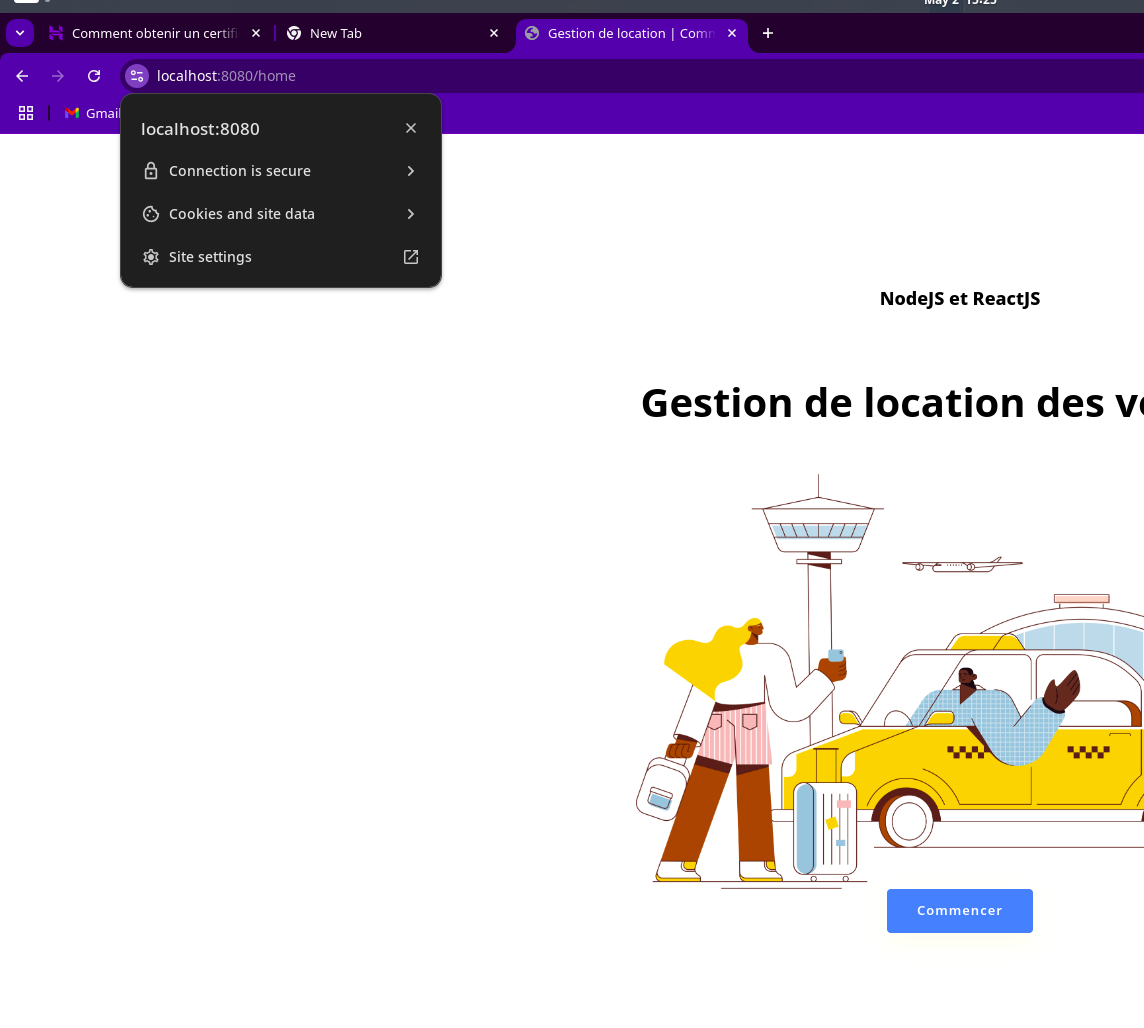 May 2 15:25
Comment obtenir un certifi
New Tab
Gestion de location | Comm
localhost:8080/home
Gmail
localhost:8080
Connection is secure
Cookies and site data
Site settings
NodeJS et ReactJS
Gestion de location des
Commencer